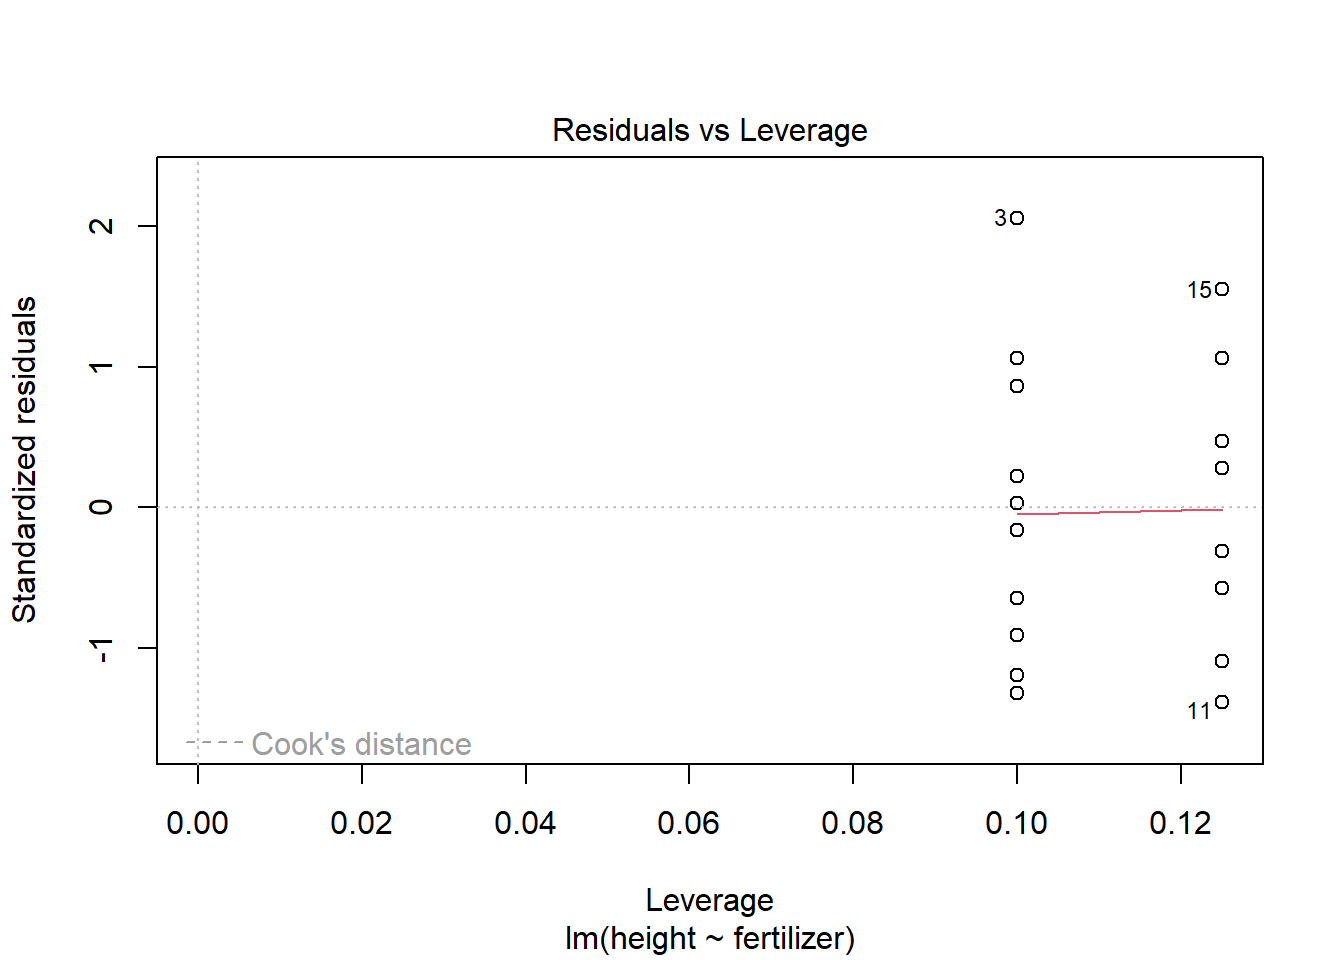 Residuals vs Leverage
Standardized residuals
2
1
0
-1
3
15
11
Cook's distance
0.00 0.02 0.04 0.06 0.08 0.10 0.12
Leverage
lm(height ~ fertilizer)